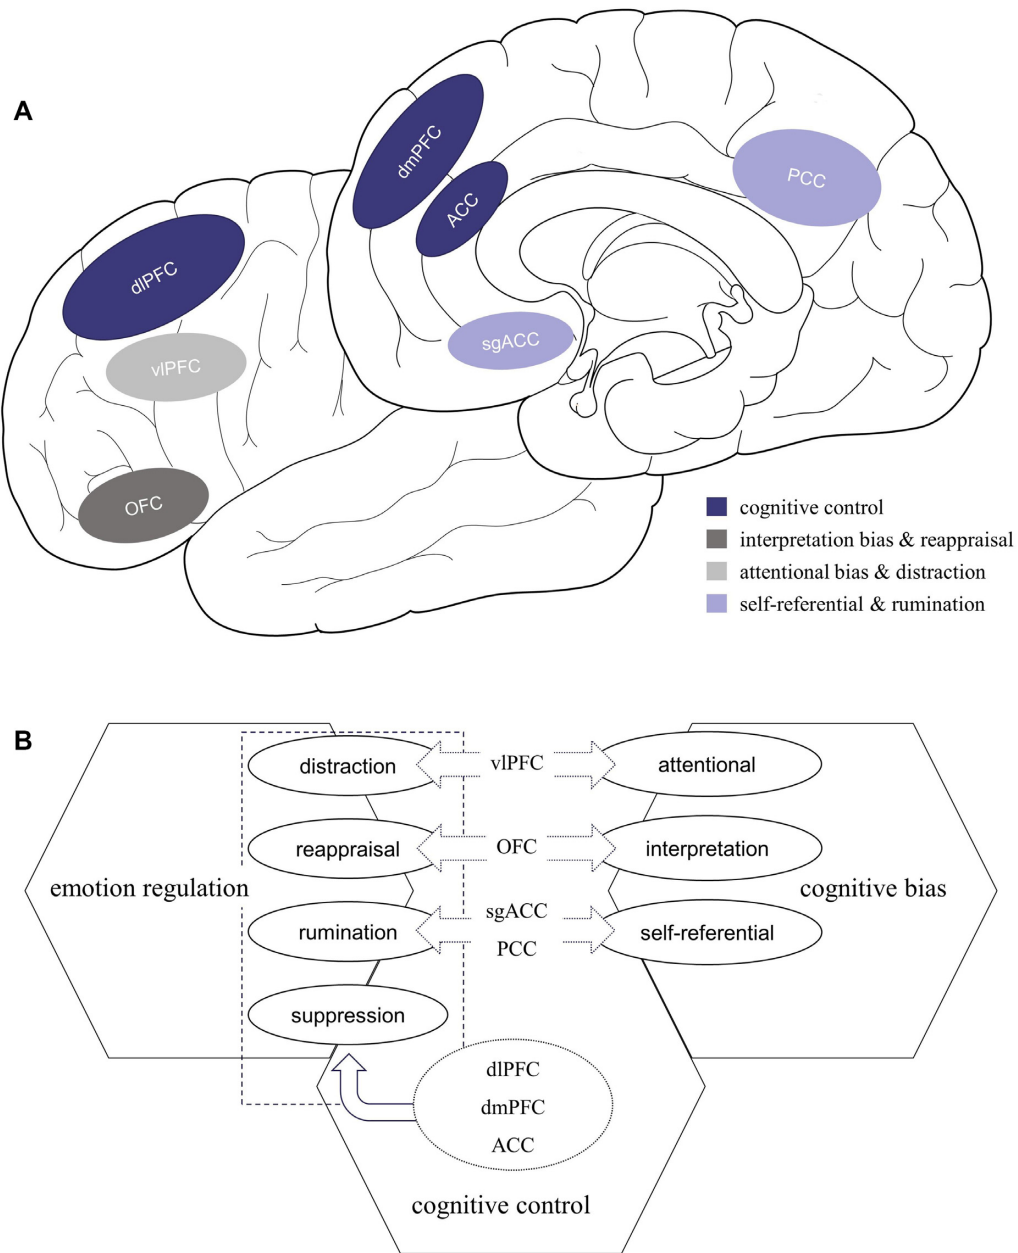 A
dmPFC
ACC
PCC
dlPFC
sgACC
vlPFC
OFC
cognitive control
interpretation bias & reappraisal
attentional bias & distraction
self-referential & rumination
B
distraction
vlPFC
attentional
reappraisal
OFC
interpretation
emotion regulation
cognitive bias
sgACC
rumination
self-referential
PCC
suppression
dlPFC
dmPFC
ACC
cognitive control